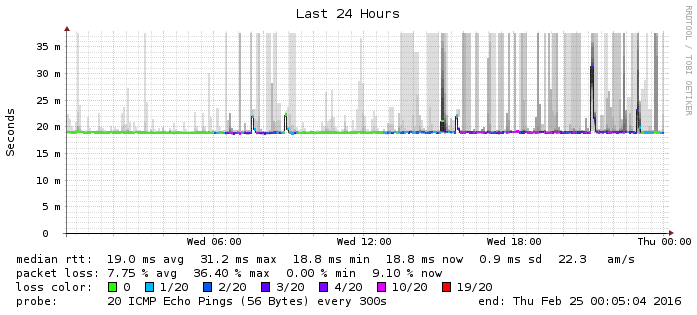 Last 24 Hours
RRDTOOL / TOBI OETIKER
Seconds
35 m
30 m
25 m
20 m
15 m
10 m
5 m
0
Wed 06:00 Wed 12:00 Wed 18:00 Thu 00:00
median rtt: 19.0 ms avg 31.2 ms max 18.8 ms min 18.8 ms now 0.9 ms sd 22.3 am/s
packet loss: 7.75 % avg 36.40 % max 0.00 % min 9.10 % now
loss color: 0 1/20 2/20 3/20 4/20 10/20 19/20
probe: 20 ICMP Echo Pings (56 Bytes) every 300s end: Thu Feb 25 00:05:04 2016